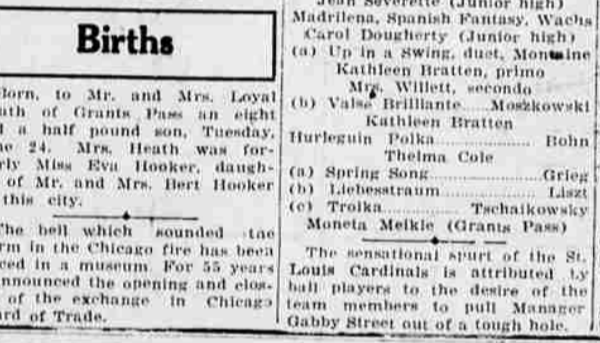 Births
Born, to Mr. and Mrs. Loyal
ath of Grants Pass an eight
d a half pound son, Tuesday,
ne 24. Mrs. Heath was for-
rly Miss Eva Hooker, daugh-
of Mr. and Mrs. Bert Hooker
this city.
The bell which sounded the
rm in the Chicago fire has been
ced in a museum. For 55 years
announced the opening and clos-
of the exchange in Chicago
ard of Trade.
Jean Severette (Junior high)
Madrilena, Spanish Fantasy, Wachs
Carol Dougherty (Junior high)
(a) Up in a Swing, duet, Montaine
Kathleen Bratten, primo
Mrs. Willett, secondo
(b) Valse Brilliante....Moszkowski
Kathleen Bratten
Hurleguin Polka.................Bohn
Thelma Cole
(a) Spring Song.................Grieg
(b) Liebesstraum...............Liszt
(c) Troika...............Tschaikowsky
Moneta Meikle (Grants Pass)
The sensational spurt of the St.
Louis Cardinals is attributed by
ball players to the desire of the
team members to pull Manager
Gabby Street out of a tough hole.